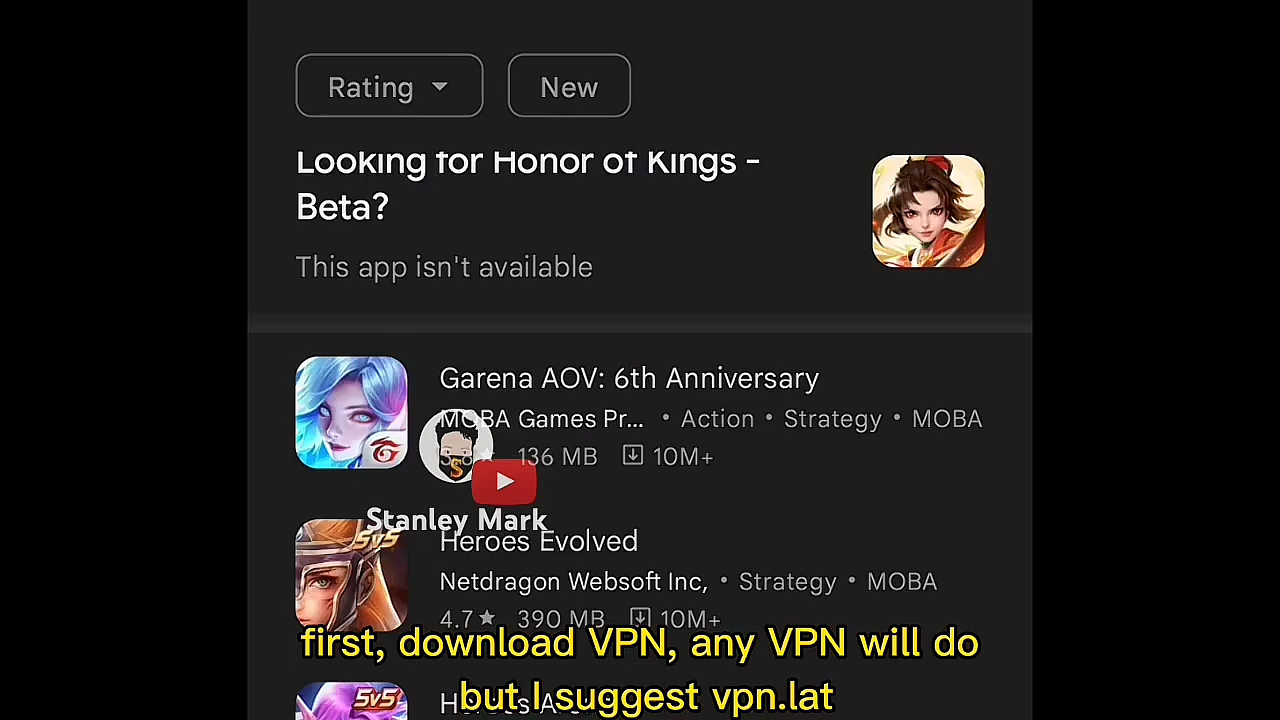 Rating New
Looking for Honor of Kings -
Beta?
This app isn't available
Garena AOV: 6th Anniversary
MOBA Games Pr... • Action • Strategy • MOBA
136 MB 10M+
Stanley Mark
5v5
Heroes Evolved
Netdragon Websoft Inc, • Strategy • MOBA
4.7★ 390 MB 10M+
first, download VPN, any VPN will do
but I suggest vpn.lat
5v5